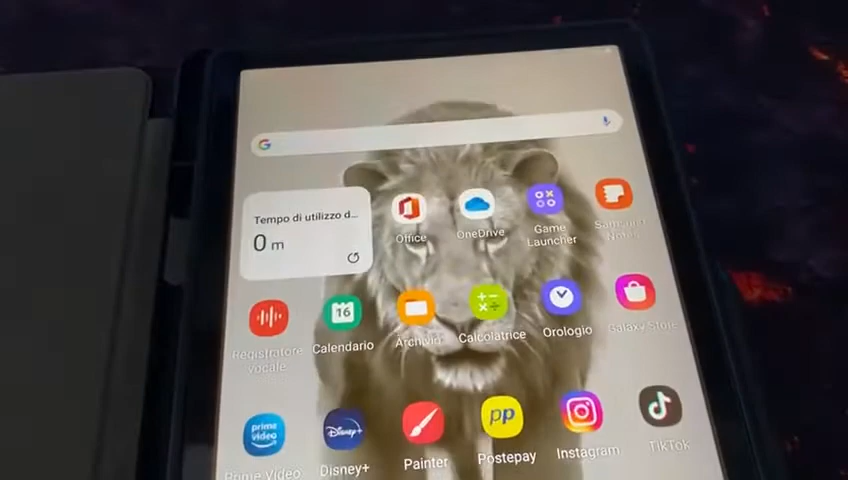 Tempo di utilizzo d...
0 m
Office
OneDrive
Game
Launcher
Samsung
Notes
16
Registratore
vocale
Calendario
Archivio
Calcolatrice
Orologio
Galaxy Store
prime
video
Disney+
pp
Prime Video
Disney+
Painter
Postepay
Instagram
TikTok